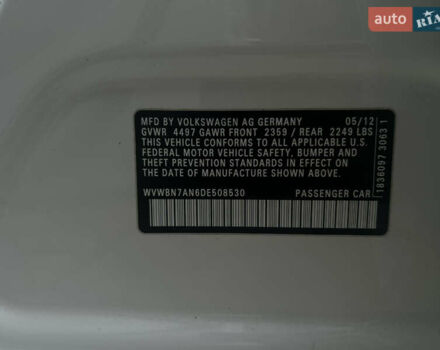 auto RIA
MFD BY VOLKSWAGEN AG GERMANY 05/12
GVWR 4497 GAWR FRONT 2359 / REAR 2249 LBS
THIS VEHICLE CONFORMS TO ALL APPLICABLE U.S.
FEDERAL MOTOR VEHICLE SAFETY, BUMPER AND
THEFT PREVENTION STANDARDS IN EFFECT ON THE
DATE OF MANUFACTURE SHOWN ABOVE.
WVWBN7AN6DE508530 PASSENGER CAR
1836097 3063 1